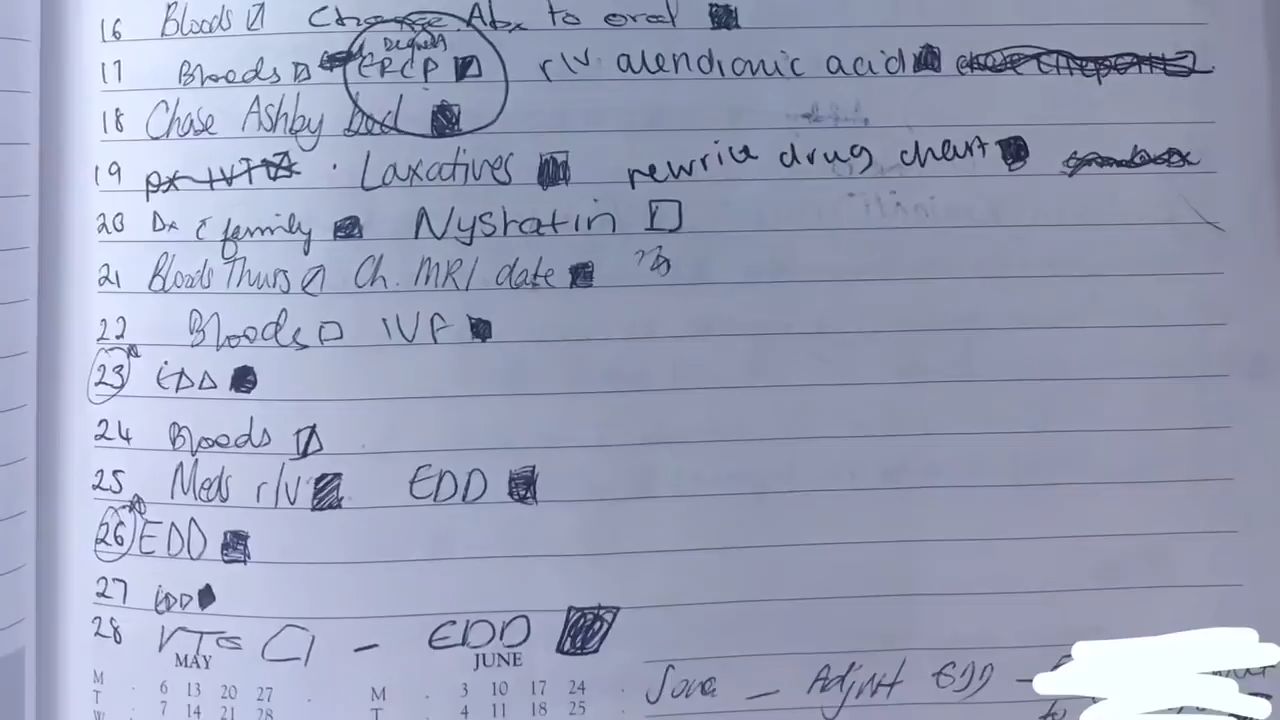 16 Bloods Change Abx to oral
17 Bloods ERCP r/v alendronic acid
18 Chase Ashby bed
19 Laxatives rewrite drug chart
20 Dx c family Nystatin
21 Bloods Thurs Ch. MRI date
22 Bloods IVF
23 EDD
24 Bloods
25 Meds r/v EDD
26 EDD
27 EDD
28 - EDD
MAY JUNE
M 6 13 20 27 M 3 10 17 24
T 7 14 21 28 T 4 11 18 25
W
Adjust EDD -
to